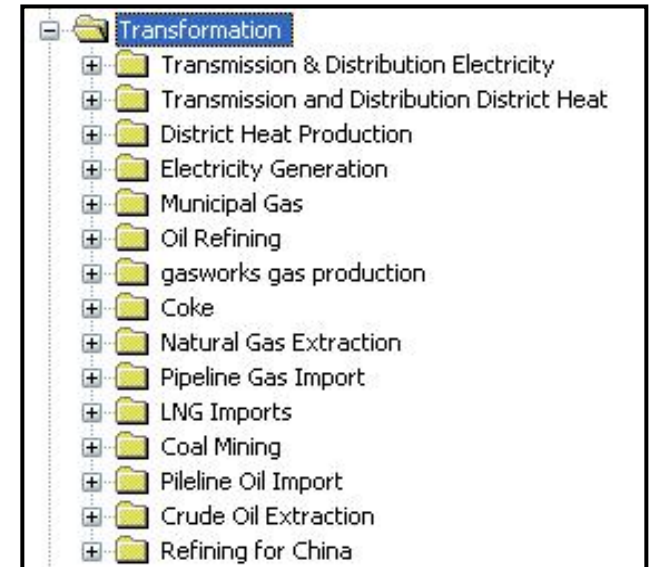 Transformation
Transmission & Distribution Electricity
Transmission and Distribution District Heat
District Heat Production
Electricity Generation
Municipal Gas
Oil Refining
gasworks gas production
Coke
Natural Gas Extraction
Pipeline Gas Import
LNG Imports
Coal Mining
Pileline Oil Import
Crude Oil Extraction
Refining for China